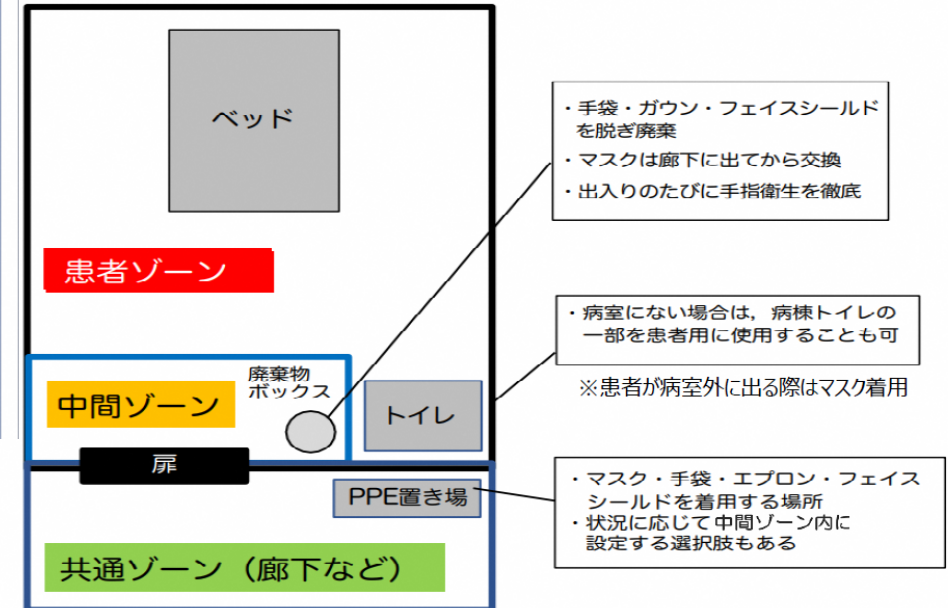 ベッド
・手袋・ガウン・フェイスシールド
を脱ぎ廃棄
・マスクは廊下に出てから交換
・出入りのたびに手指衛生を徹底
患者ゾーン
・病室にない場合は，病棟トイレの
一部を患者用に使用することも可
※患者が病室外に出る際はマスク着用
廃棄物
ボックス
中間ゾーン
トイレ
扉
PPE置き場
・マスク・手袋・エプロン・フェイス
シールドを着用する場所
・状況に応じて中間ゾーン内に
設定する選択肢もある
共通ゾーン（廊下など）